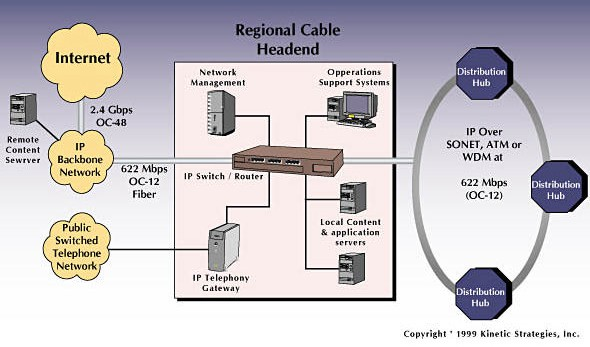 Regional Cable
Headend
Internet
2.4 Gbps
OC-48
Remote
Content
Sewrver
IP
Backbone
Network
622 Mbps
OC-12
Fiber
Public
Switched
Telephone
Network
Network
Management
Opperations
Support Systems
IP Switch / Router
Local Content
& application
servers
IP Telephony
Gateway
Distribution
Hub
IP Over
SONET, ATM or
WDM at
622 Mbps
(OC-12)
Distribution
Hub
Distribution
Hub
Copyright ' 1999 Kinetic Strategies, Inc.